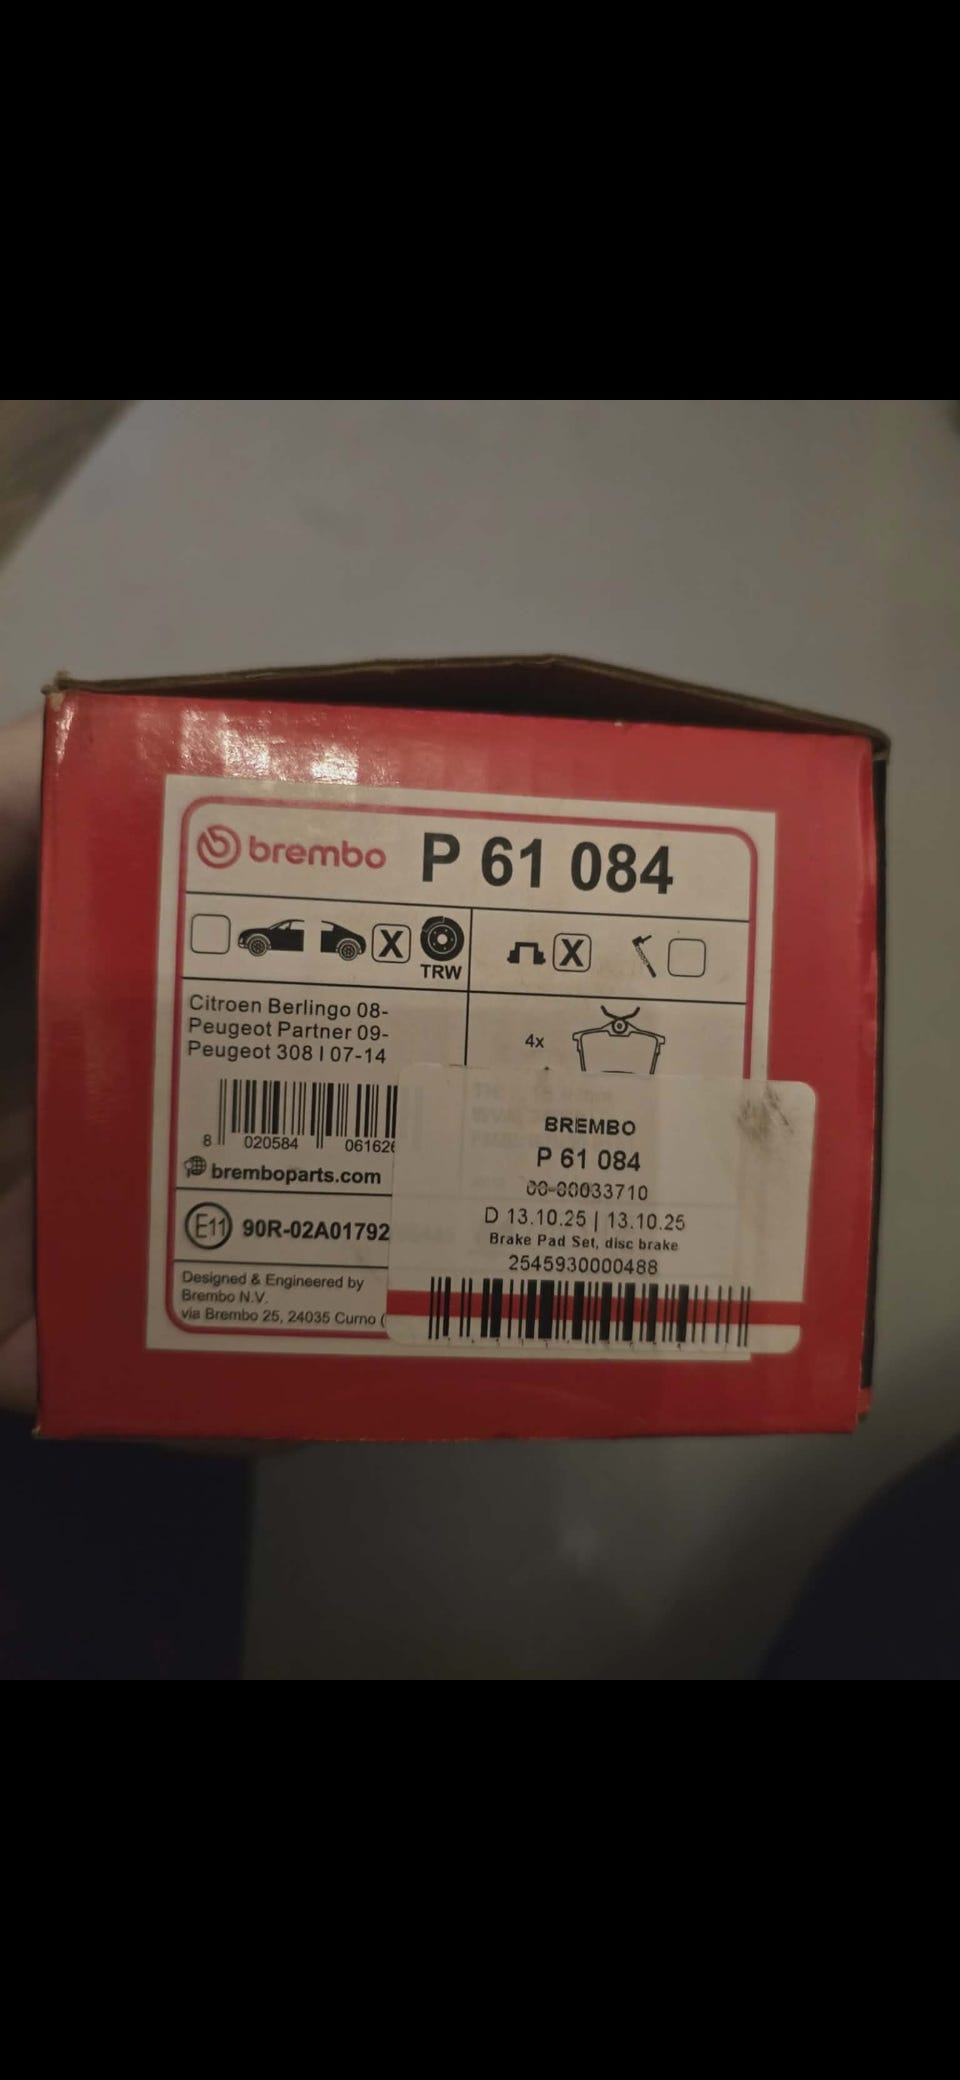 brembo P 61 084
X TRW X
Citroen Berlingo 08-
Peugeot Partner 09-
Peugeot 308 I 07-14
4x
8 020584 061626
bremboparts.com
E11 90R-02A01792
Designed & Engineered by
Brembo N.V.
via Brembo 25, 24035 Curno (
BREMBO
P 61 084
00-00033710
D 13.10.25 | 13.10.25
Brake Pad Set, disc brake
2545930000488